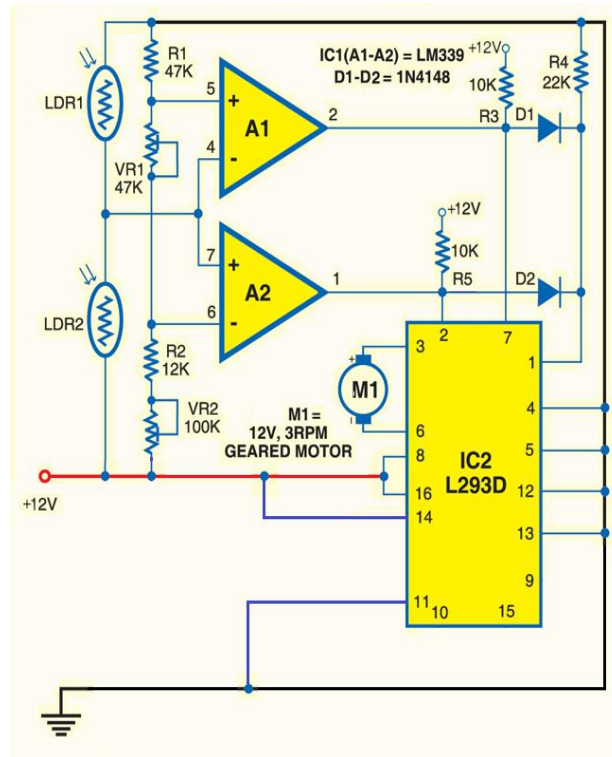 R1
47K
IC1(A1-A2) = LM339
D1-D2 = 1N4148
+12V
10K
R3
R4
22K
D1
LDR1
5
+
A1
2
4
-
VR1
47K
+12V
10K
R5
7
+
A2
1
6
-
D2
LDR2
R2
12K
VR2
100K
M1 =
12V, 3RPM
GEARED MOTOR
+
M1
-
2
7
3
1
4
6
8
5
IC2
L293D
16
12
14
13
9
11
10
15
+12V